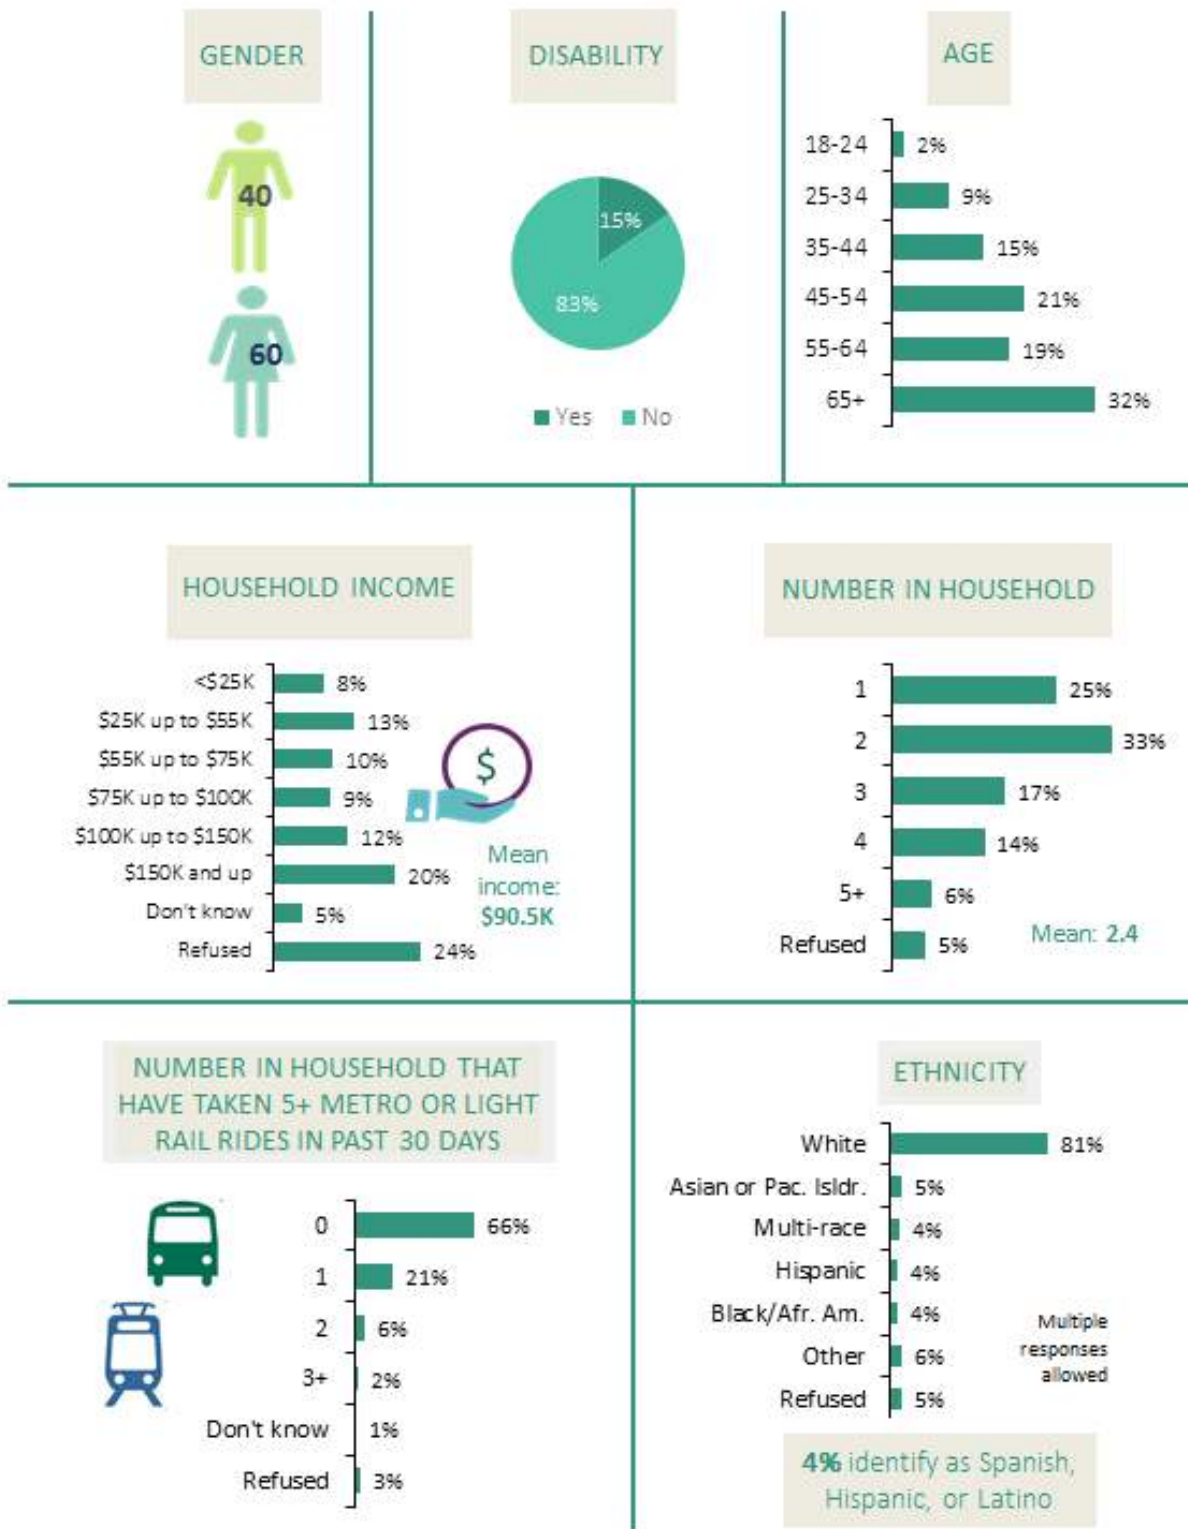 GENDER
40
60
DISABILITY
15%
83%
Yes No
AGE
18-24 2%
25-34 9%
35-44 15%
45-54 21%
55-64 19%
65+ 32%
HOUSEHOLD INCOME
<$25K 8%
$25K up to $55K 13%
$55K up to $75K 10%
$75K up to $100K 9%
$100K up to $150K 12%
$150K and up 20%
Don't know 5%
Refused 24%
$
Mean
income:
$90.5K
NUMBER IN HOUSEHOLD
1 25%
2 33%
3 17%
4 14%
5+ 6%
Refused 5%
Mean: 2.4
NUMBER IN HOUSEHOLD THAT
HAVE TAKEN 5+ METRO OR LIGHT
RAIL RIDES IN PAST 30 DAYS
0 66%
1 21%
2 6%
3+ 2%
Don't know 1%
Refused 3%
ETHNICITY
White 81%
Asian or Pac. Isldr. 5%
Multi-race 4%
Hispanic 4%
Black/Afr. Am. 4%
Other 6%
Refused 5%
Multiple
responses
allowed
4% identify as Spanish,
Hispanic, or Latino